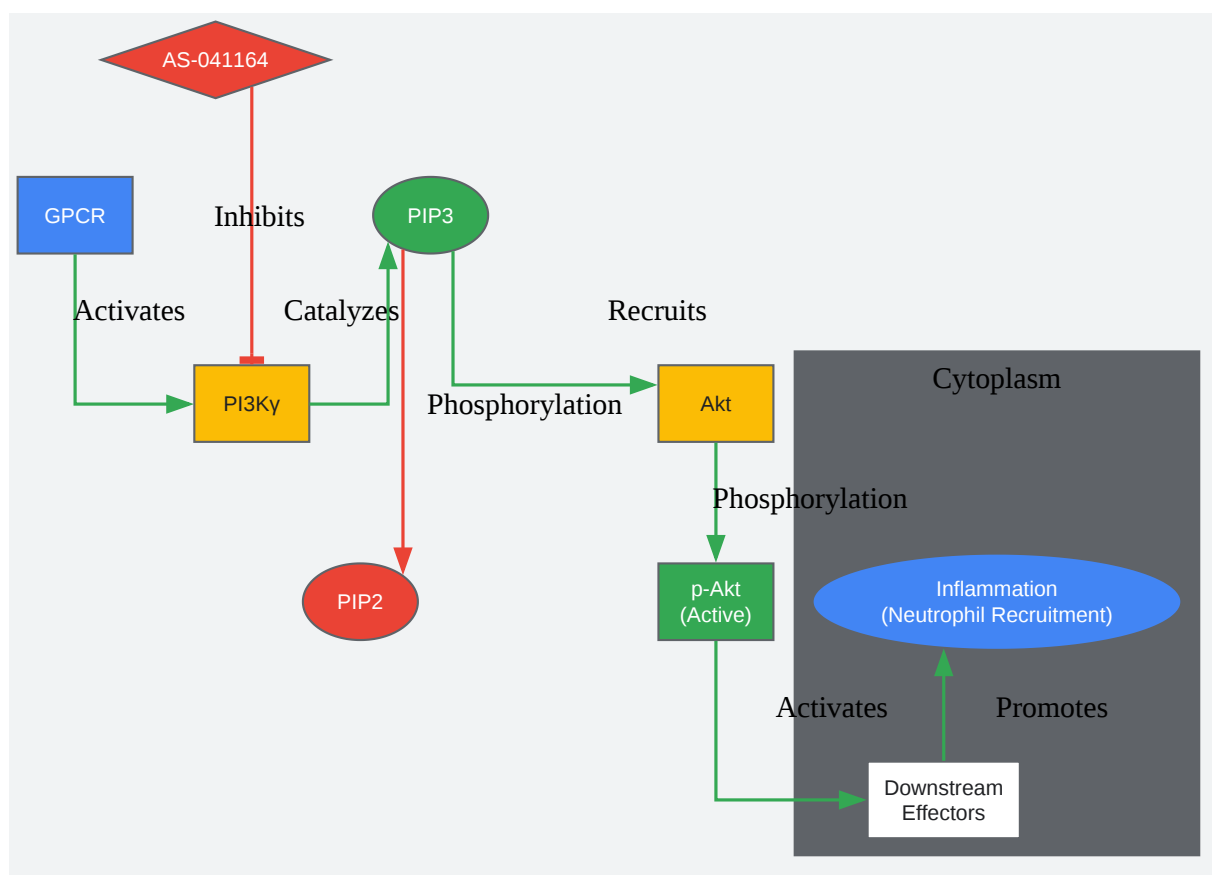 AS-041164
GPCR
Inhibits
PIP3
Activates
Catalyzes
Recruits
Cytoplasm
PI3Kγ
Phosphorylation
Akt
Phosphorylation
PIP2
p-Akt
(Active)
Inflammation
(Neutrophil Recruitment)
Activates
Promotes
Downstream
Effectors